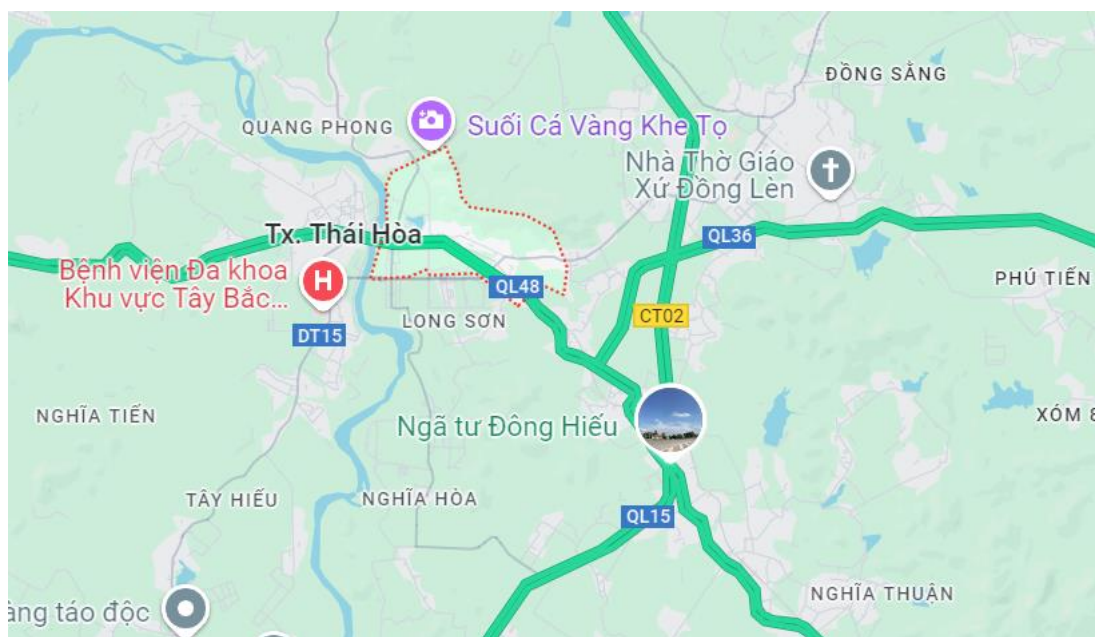 ĐỒNG SẰNG
QUANG PHONG
Suối Cá Vàng Khe Tọ
Nhà Thờ Giáo
Xứ Đồng Lèn
Tx. Thái Hòa
QL36
Bệnh viện Đa khoa
Khu vực Tây Bắc...
QL48
PHÚ TIẾN
CT02
LONG SƠN
DT15
NGHĨA TIẾN
Ngã tư Đông Hiếu
XÓM 8
TÂY HIẾU
NGHĨA HÒA
QL15
NGHĨA THUẬN
àng táo độc